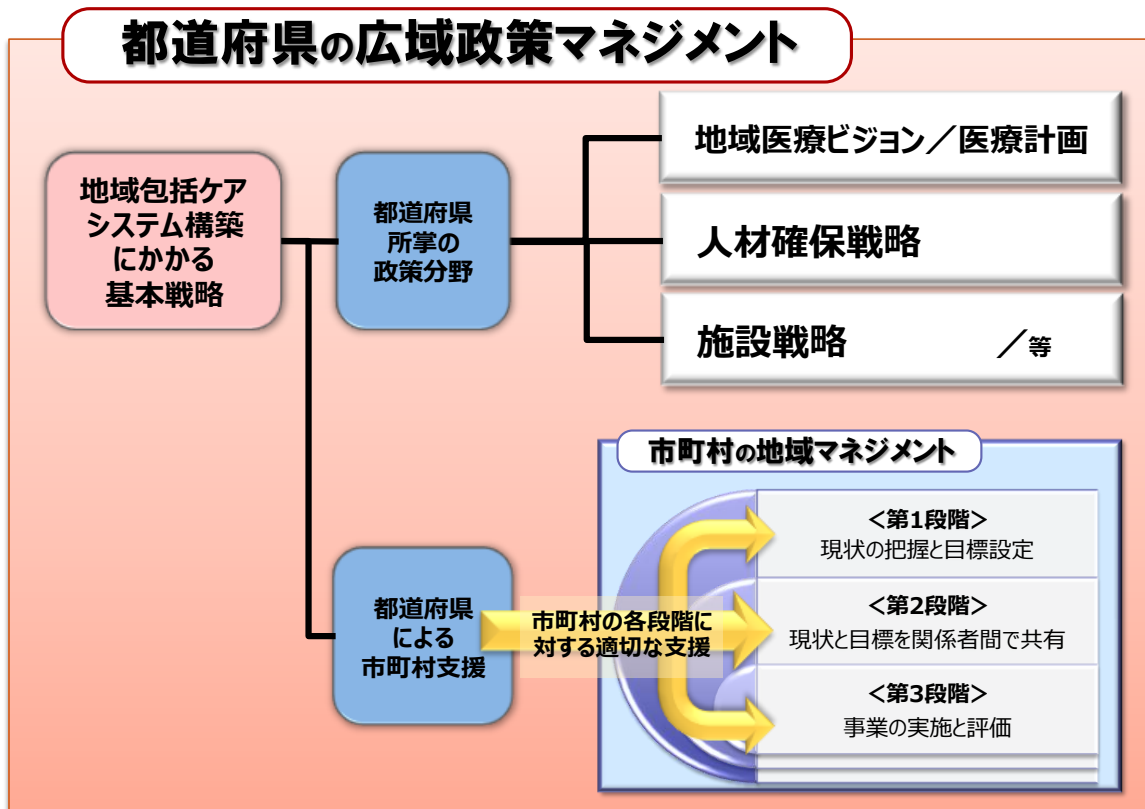 都道府県の広域政策マネジメント
地域包括ケア
システム構築
にかかる
基本戦略
都道府県
所掌の
政策分野
地域医療ビジョン／医療計画
人材確保戦略
施設戦略　　　　／等
都道府県
による
市町村支援
市町村の各段階に
対する適切な支援
市町村の地域マネジメント
＜第1段階＞
現状の把握と目標設定
＜第2段階＞
現状と目標を関係者間で共有
＜第3段階＞
事業の実施と評価